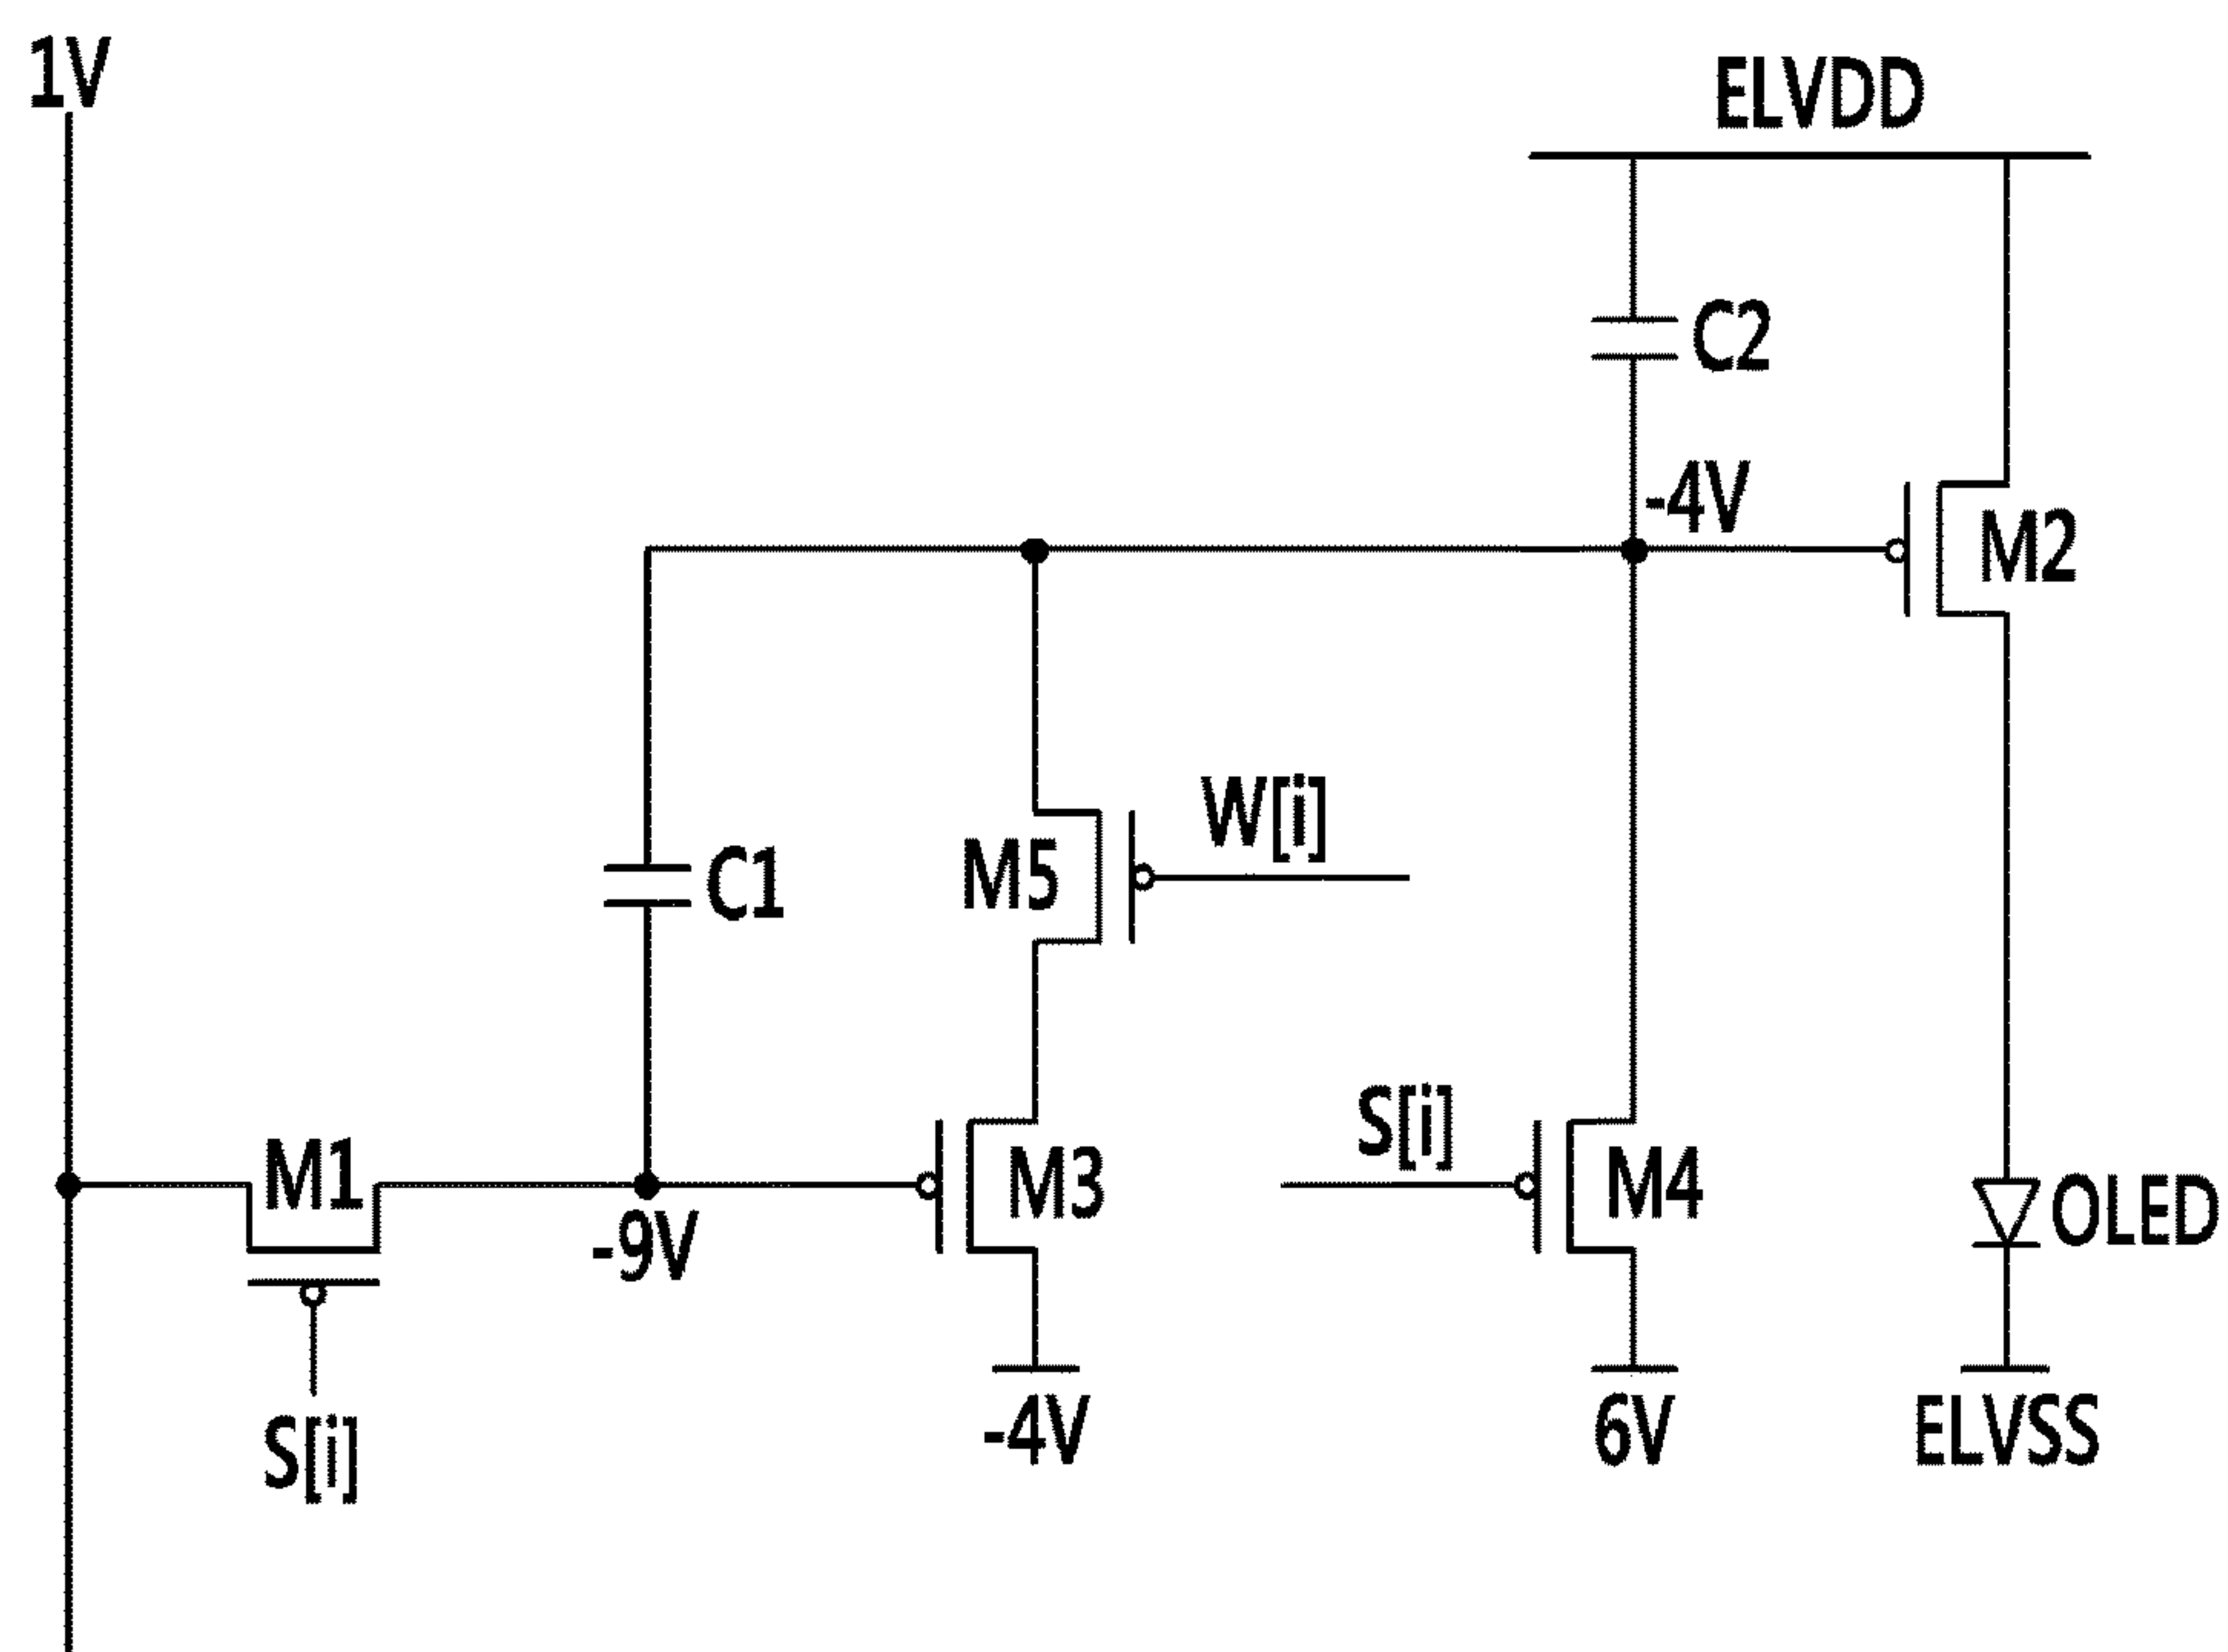 1V
ELVDD
C2
-4V
M2
W[i]
M5
C1
S[i]
M1
M3
M4
OLED
-9V
-4V
6V
ELVSS
S[i]